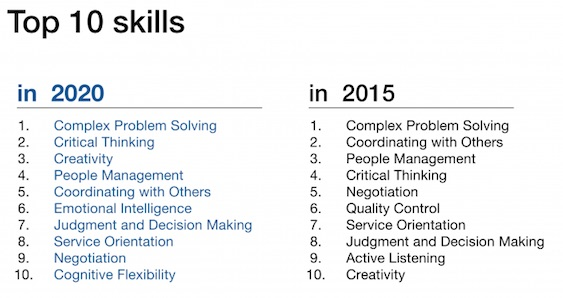 Top 10 skills
in 2020
1. Complex Problem Solving
2. Critical Thinking
3. Creativity
4. People Management
5. Coordinating with Others
6. Emotional Intelligence
7. Judgment and Decision Making
8. Service Orientation
9. Negotiation
10. Cognitive Flexibility
in 2015
1. Complex Problem Solving
2. Coordinating with Others
3. People Management
4. Critical Thinking
5. Negotiation
6. Quality Control
7. Service Orientation
8. Judgment and Decision Making
9. Active Listening
10. Creativity